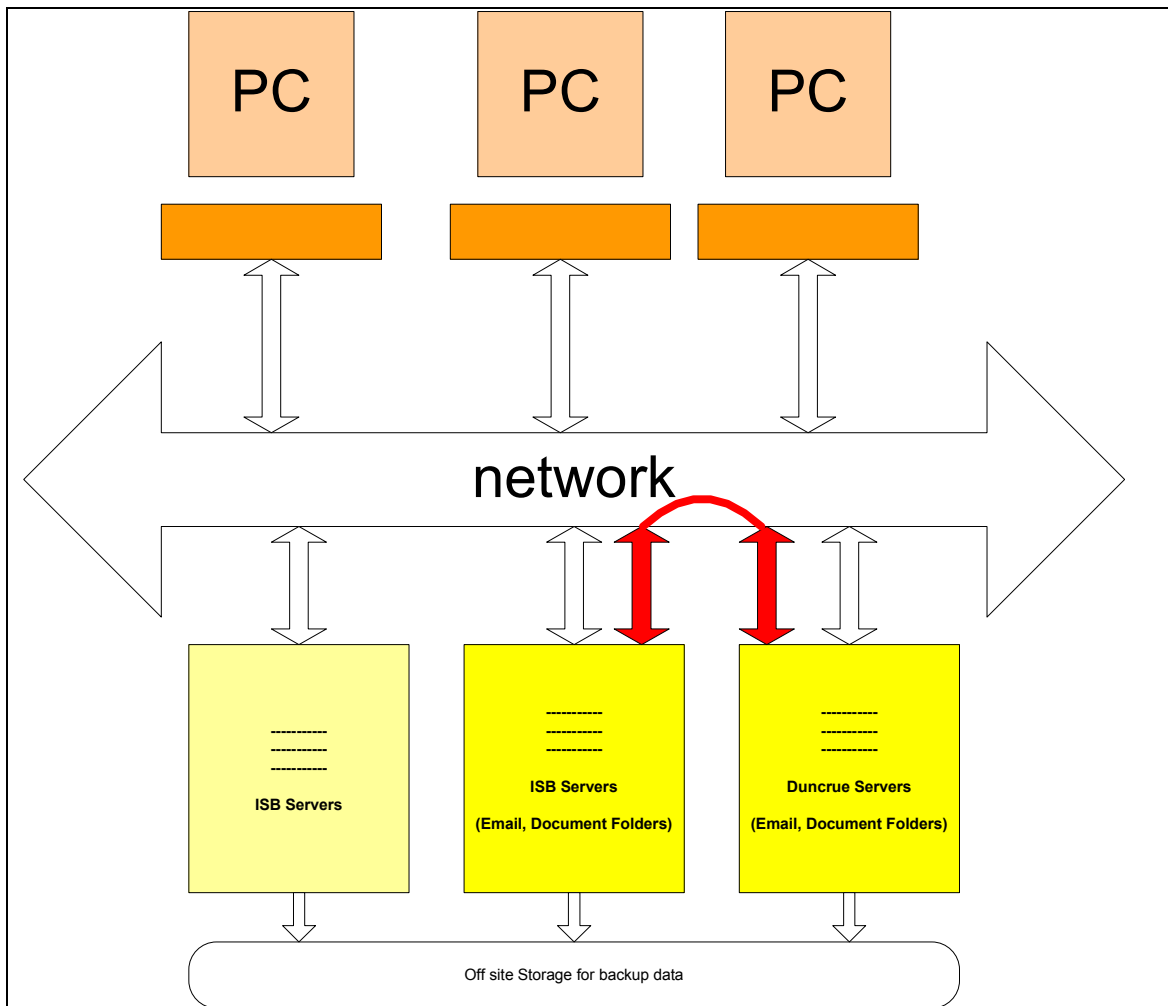 PC
PC
PC
network
-----------
-----------
-----------
ISB Servers
-----------
-----------
-----------
ISB Servers
(Email, Document Folders)
-----------
-----------
-----------
Duncrue Servers
(Email, Document Folders)
Off site Storage for backup data